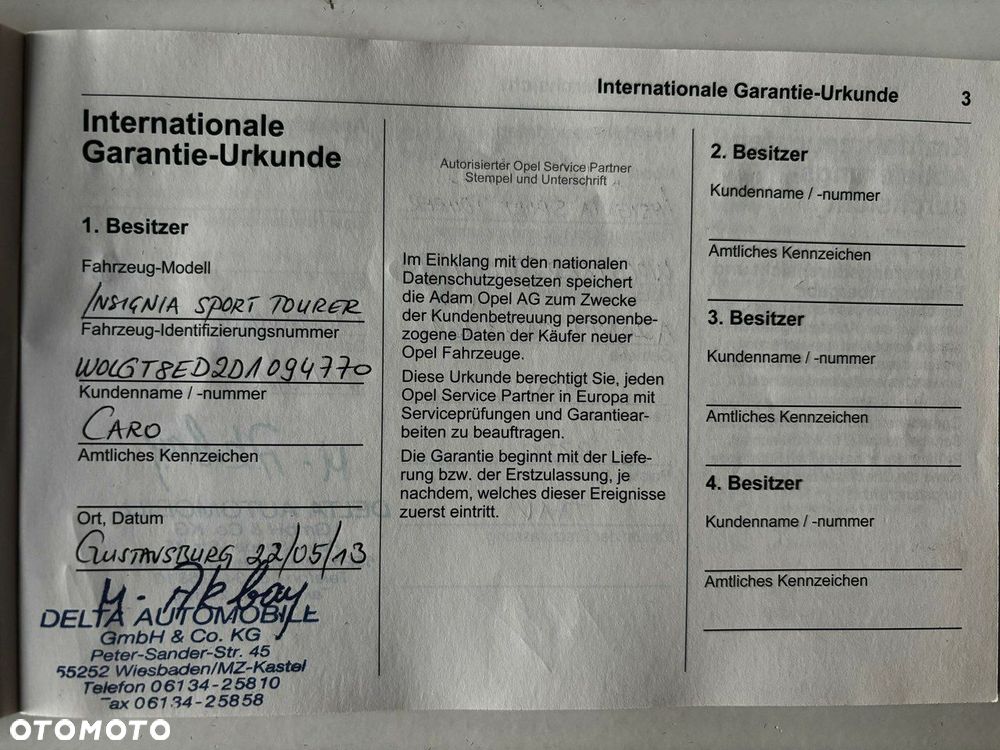 Internationale Garantie-Urkunde 3
Internationale
Garantie-Urkunde
1. Besitzer
Fahrzeug-Modell
INSIGNIA SPORT TOURER
Fahrzeug-Identifizierungsnummer
WOLGT8ED2D1094770
Kundenname / -nummer
CARO
Amtliches Kennzeichen
Ort, Datum
GUSTAVSBURG 22/05/13
DELTA AUTOMOBILE
GmbH & Co. KG
Peter-Sander-Str. 45
55252 Wiesbaden/MZ-Kastel
Telefon 06134-25810
Fax 06134-25858
Autorisierter Opel Service Partner
Stempel und Unterschrift
Im Einklang mit den nationalen
Datenschutzgesetzen speichert
die Adam Opel AG zum Zwecke
der Kundenbetreuung personenbe-
zogene Daten der Käufer neuer
Opel Fahrzeuge.
Diese Urkunde berechtigt Sie, jeden
Opel Service Partner in Europa mit
Serviceprüfungen und Garantiear-
beiten zu beauftragen.
Die Garantie beginnt mit der Liefe-
rung bzw. der Erstzulassung, je
nachdem, welches dieser Ereignisse
zuerst eintritt.
2. Besitzer
Kundenname / -nummer
Amtliches Kennzeichen
3. Besitzer
Kundenname / -nummer
Amtliches Kennzeichen
4. Besitzer
Kundenname / -nummer
Amtliches Kennzeichen
OTOMOTO